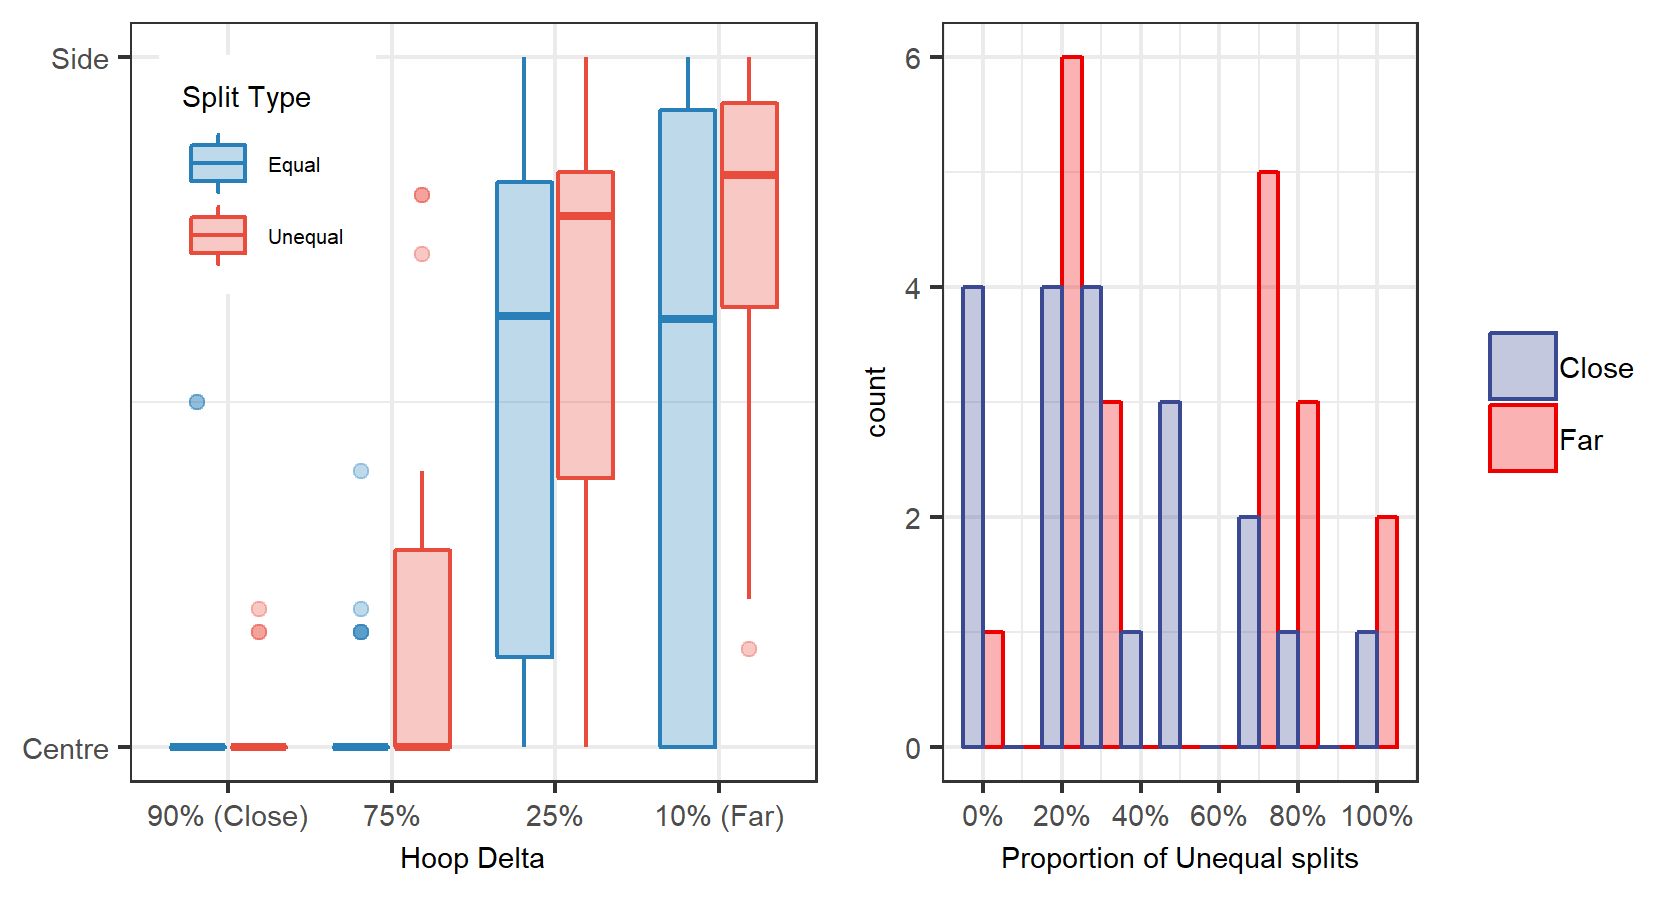 Side
Centre
Split Type
Equal
Unequal
90% (Close) 75% 25% 10% (Far)
Hoop Delta
6
4
2
0
count
0% 20% 40% 60% 80% 100%
Proportion of Unequal splits
Close
Far